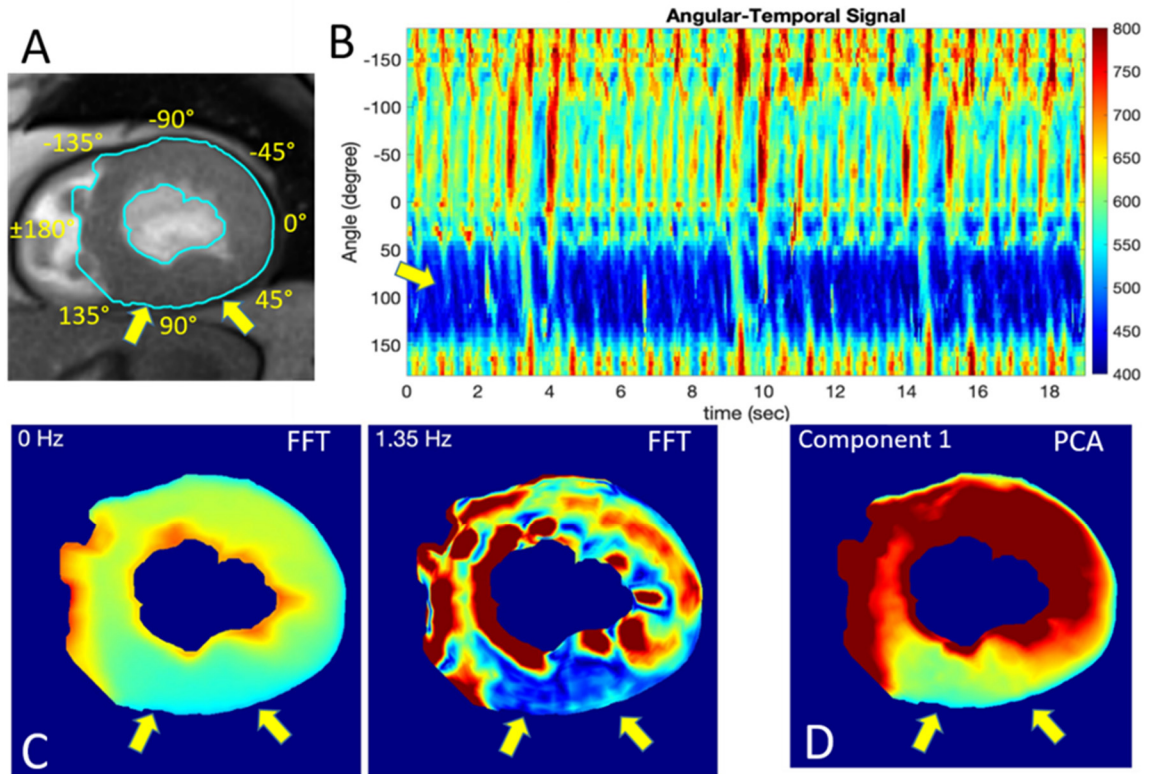 A
-90°
-135°
-45°
±180°
0°
135°
90°
45°
B
Angular-Temporal Signal
Angle (degree)
-150
-100
-50
0
50
100
150
0
2
4
6
8
10
12
14
16
18
time (sec)
800
750
700
650
600
550
500
450
400
0 Hz
FFT
C
1.35 Hz
FFT
Component 1
PCA
D